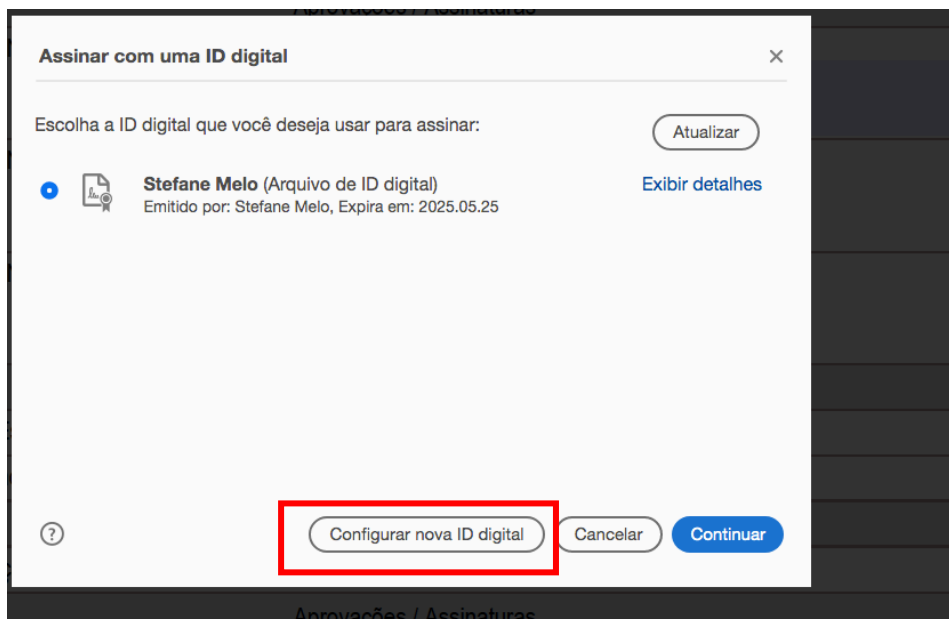 Aprovações / Assinaturas
Assinar com uma ID digital
Escolha a ID digital que você deseja usar para assinar:
Atualizar
Stefane Melo (Arquivo de ID digital)
Exibir detalhes
Emitido por: Stefane Melo, Expira em: 2025.05.25
?
Configurar nova ID digital
Cancelar
Continuar
Aprovações / Assinaturas